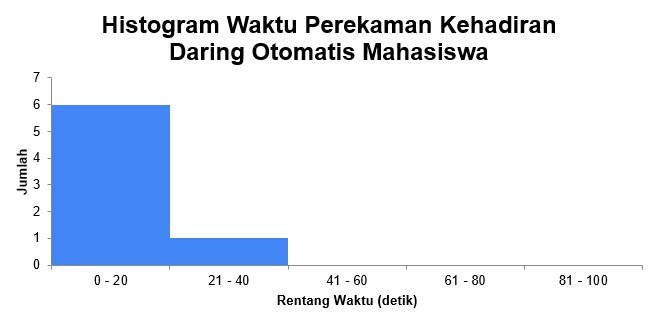 Histogram Waktu Perekaman Kehadiran
Daring Otomatis Mahasiswa
7
6
5
4
3
2
1
0
Jumlah
0 - 20
21 - 40
41 - 60
61 - 80
81 - 100
Rentang Waktu (detik)